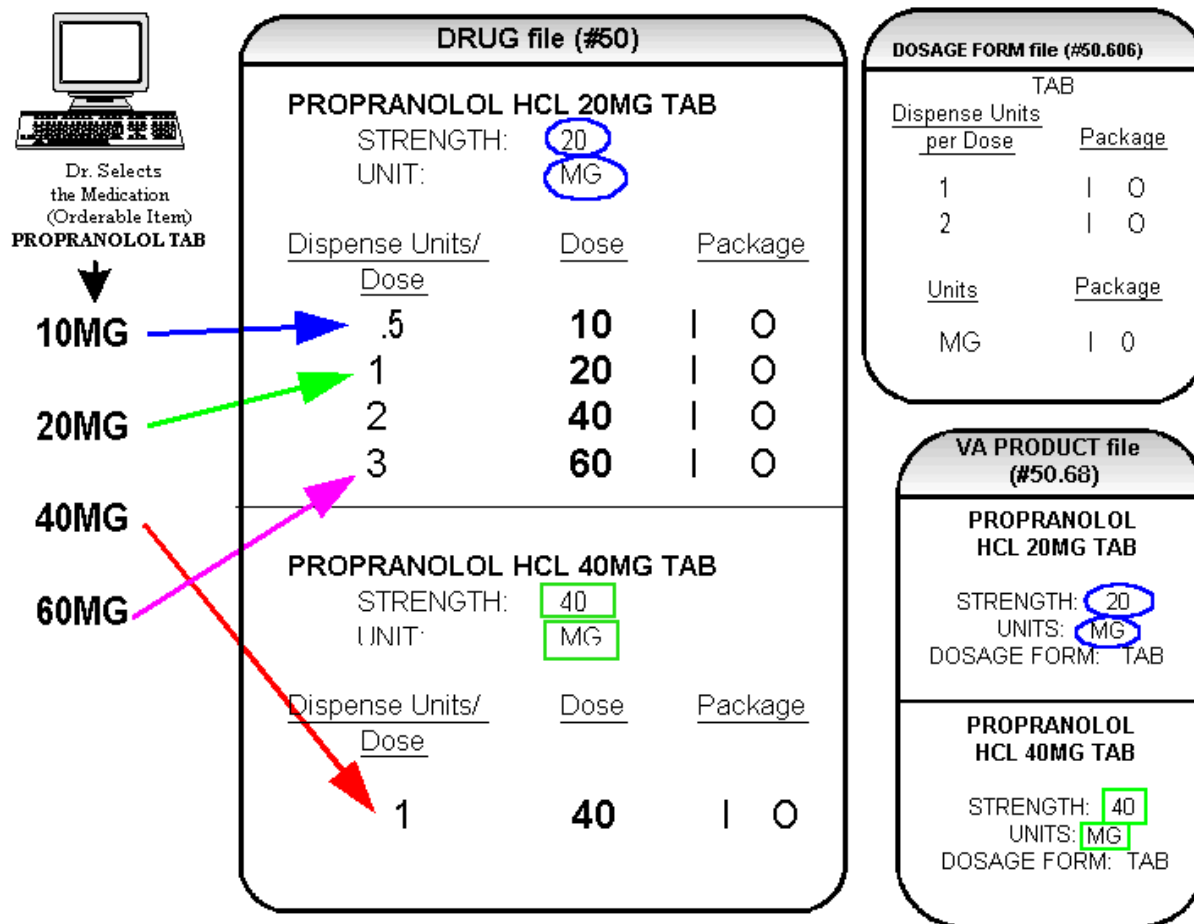 Dr. Selects
the Medication
(Orderable Item)
PROPRANOLOL TAB
10MG
20MG
40MG
60MG
DRUG file (#50)
PROPRANOLOL HCL 20MG TAB
STRENGTH: 20
UNIT: MG
Dispense Units/ Dose Package
Dose
.5 10 I O
1 20 I O
2 40 I O
3 60 I O
PROPRANOLOL HCL 40MG TAB
STRENGTH: 40
UNIT: MG
Dispense Units/ Dose Package
Dose
1 40 I O
DOSAGE FORM file (#50.606)
TAB
Dispense Units
per Dose Package
1 I O
2 I O
Units Package
MG I O
VA PRODUCT file
(#50.68)
PROPRANOLOL
HCL 20MG TAB
STRENGTH: 20
UNITS: MG
DOSAGE FORM: TAB
PROPRANOLOL
HCL 40MG TAB
STRENGTH: 40
UNITS: MG
DOSAGE FORM: TAB